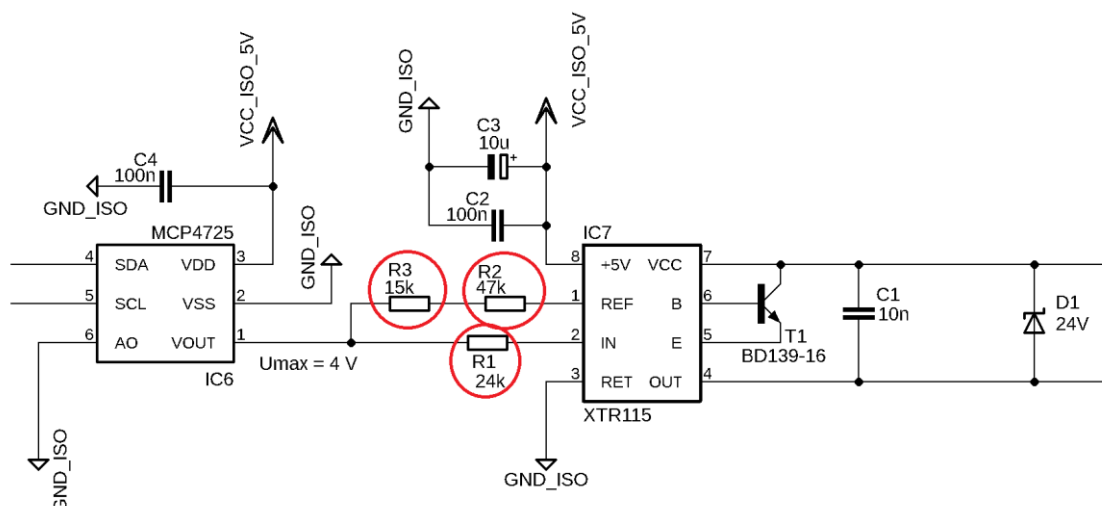 VCC_ISO_5V
C4
100n
GND_ISO
MCP4725
4
SDA
VDD
3
5
SCL
VSS
2
6
AO
VOUT
1
IC6
GND_ISO
GND_ISO
Umax = 4 V
GND_ISO
C3
10u
+
VCC_ISO_5V
C2
100n
R3
15k
R2
47k
R1
24k
IC7
8
+5V
VCC
7
1
REF
B
6
2
IN
E
5
3
RET
OUT
4
XTR115
GND_ISO
T1
BD139-16
C1
10n
D1
24V